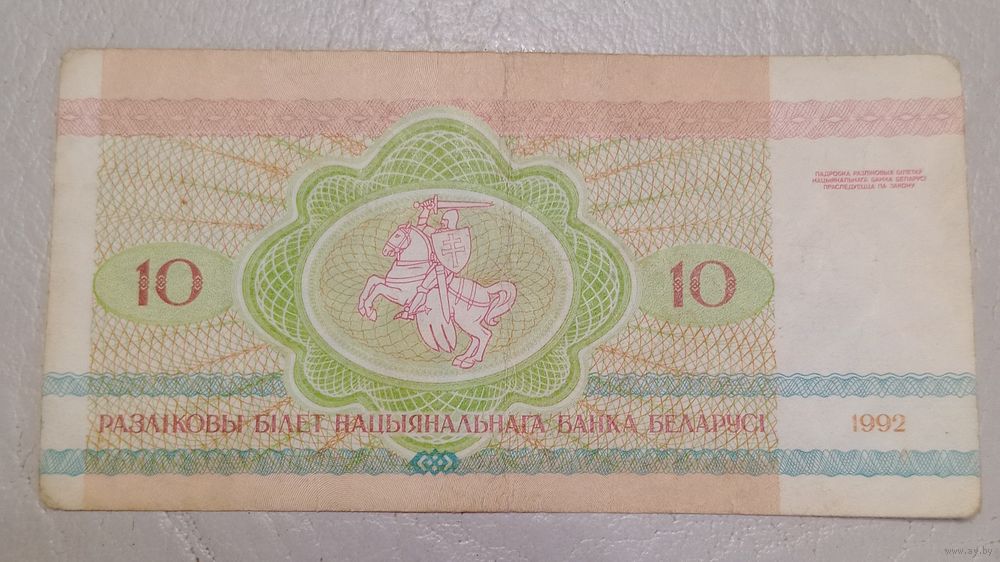 ПАДРОБКА РАЗЛІКОВЫХ БІЛЕТАЎ
НАЦЫЯНАЛЬНАГА БАНКА БЕЛАРУСІ
ПРАСЛЕДУЕЦЦА ПА ЗАКОНУ
10 10
РАЗЛІКОВЫ БІЛЕТ НАЦЫЯНАЛЬНАГА БАНКА БЕЛАРУСІ 1992
www.ay.by